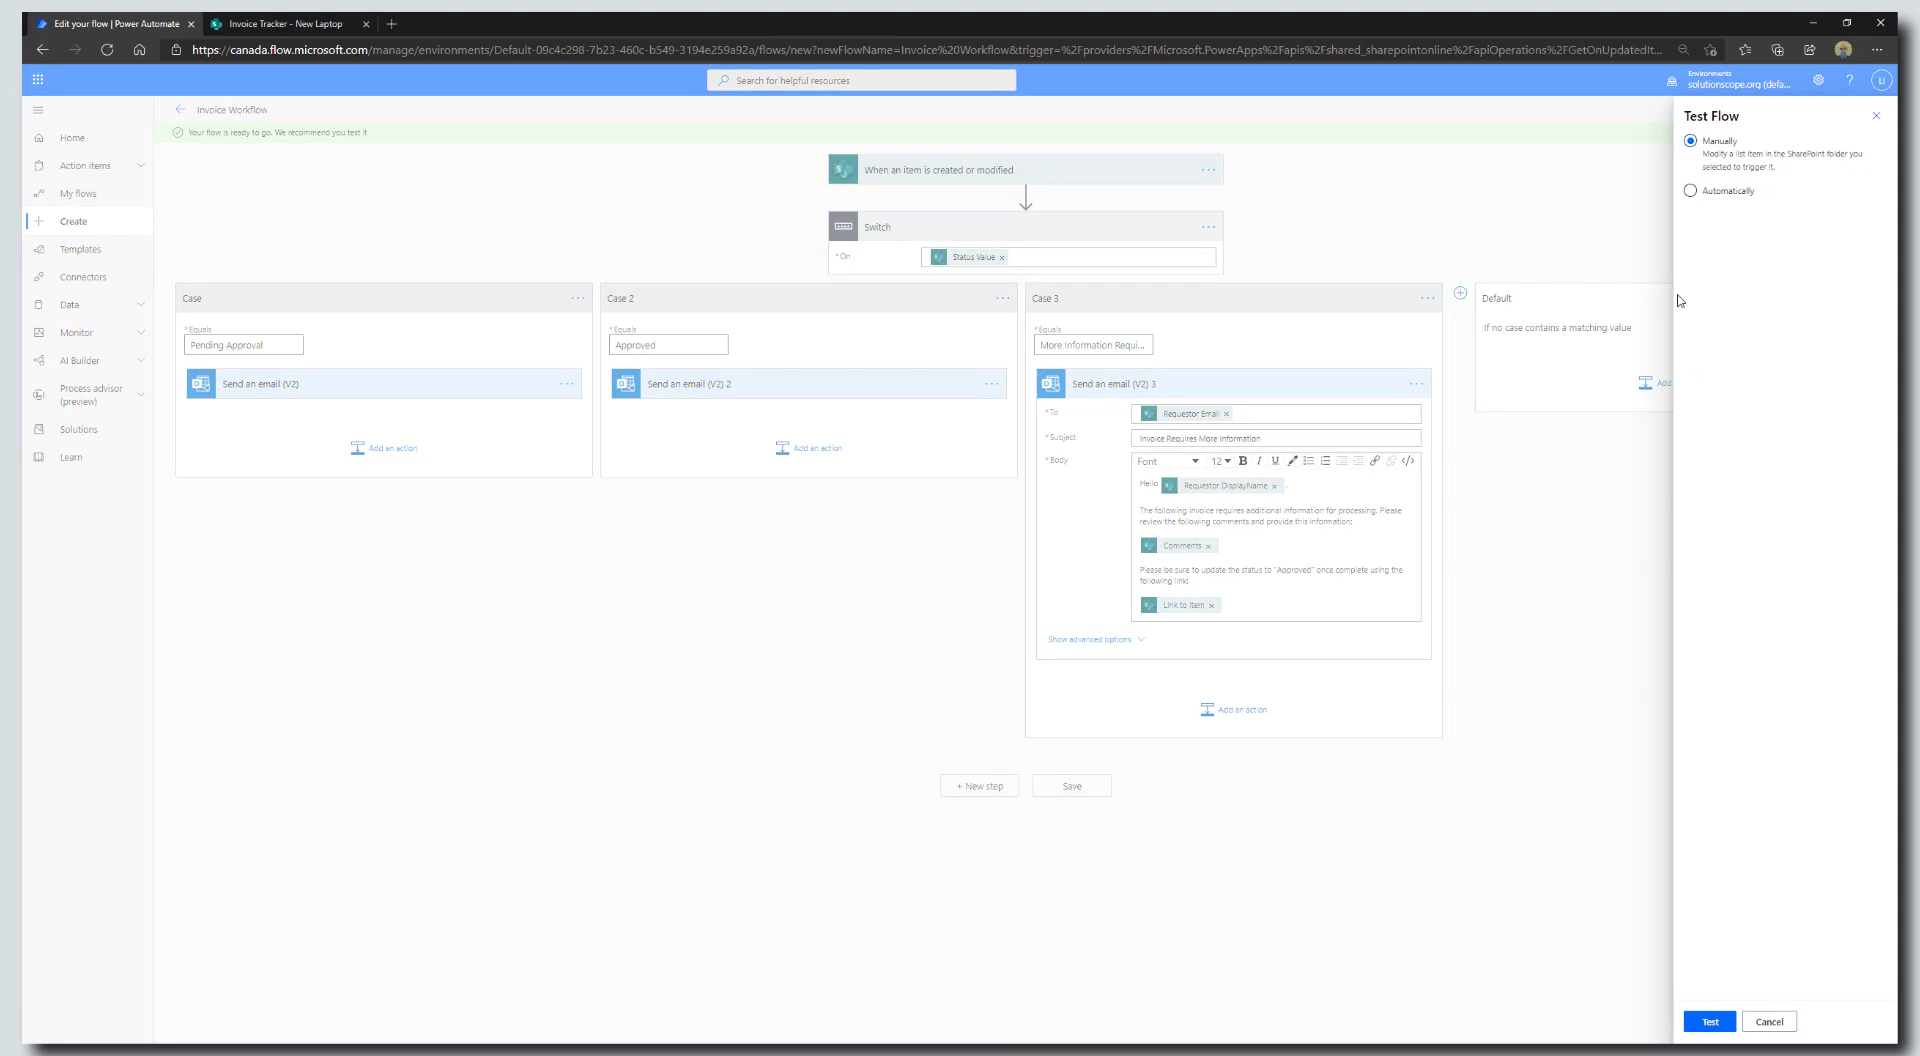 Edit your flow | Power Automate
Invoice Tracker - New Laptop
https://canada.flow.microsoft.com/manage/environments/Default-09c4c298-7b23-460c-b549-3194e259a92a/flows/new?newFlowName=Invoice%20Workflow&trigger=%2Fproviders%2FMicrosoft.PowerApps%2Fapis%2Fshared_sharepointonline%2FapiOperations%2FGetOnUpdatedIt...
Search for helpful resources
Environments
solutionscope.org (defa...
LI
Invoice Workflow
Your flow is ready to go. We recommend you test it
Home
Action items
My flows
Create
Templates
Connectors
Data
Monitor
AI Builder
Process advisor
(preview)
Solutions
Learn
When an item is created or modified
Switch
*On
Status Value
Case
*Equals
Pending Approval
Send an email (V2)
Add an action
Case 2
*Equals
Approved
Send an email (V2) 2
Add an action
Case 3
*Equals
More Information Requi...
Send an email (V2) 3
*To
Requestor Email
*Subject
Invoice Requires More Information
*Body
Font
12
Hello Requestor DisplayName ,
The following invoice requires additional information for processing. Please
review the following comments and provide this information:
Comments
Please be sure to update the status to "Approved" once complete using the
following link:
Link to item
Show advanced options
Add an action
Default
If no case contains a matching value
Add
+ New step
Save
Test Flow
Manually
Modify a list item in the SharePoint folder you
selected to trigger it.
Automatically
Test
Cancel